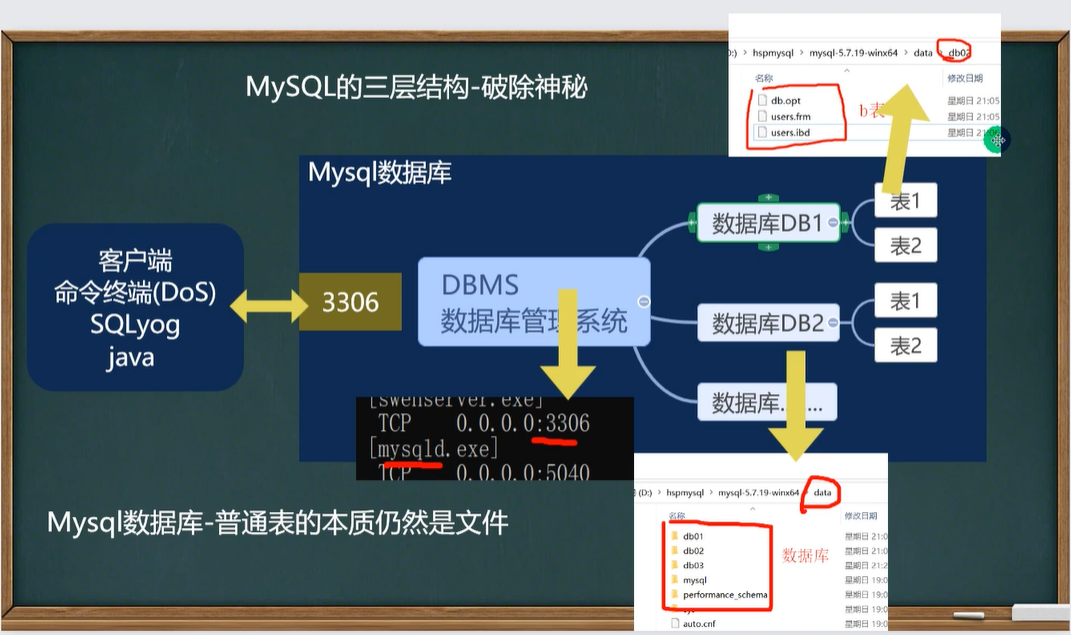 MySQL的三层结构-破除神秘
:) > hspmysql > mysql-5.7.19-winx64 > data > db02
名称
修改日期
db.opt
星期日 21:05
users.frm
星期日 21:05
users.ibd
b表
Mysql数据库
客户端
命令终端(DoS)
SQLyog
java
3306
DBMS
数据库管理系统
数据库DB1
表1
表2
数据库DB2
表1
表2
数据库……
[swenserver.exe]
TCP 0.0.0.0:3306
[mysqld.exe]
TCP 0.0.0.0:5040
Mysql数据库-普通表的本质仍然是文件
(D:) > hspmysql > mysql-5.7.19-winx64 > data
名称
修改日期
db01
星期日 21:0
db02
星期日 21:0
db03
星期日 21:2
mysql
星期日 19:0
performance_schema
星期日 19:0
星期日 19:0
auto.cnf
星期日 19:0
数据库